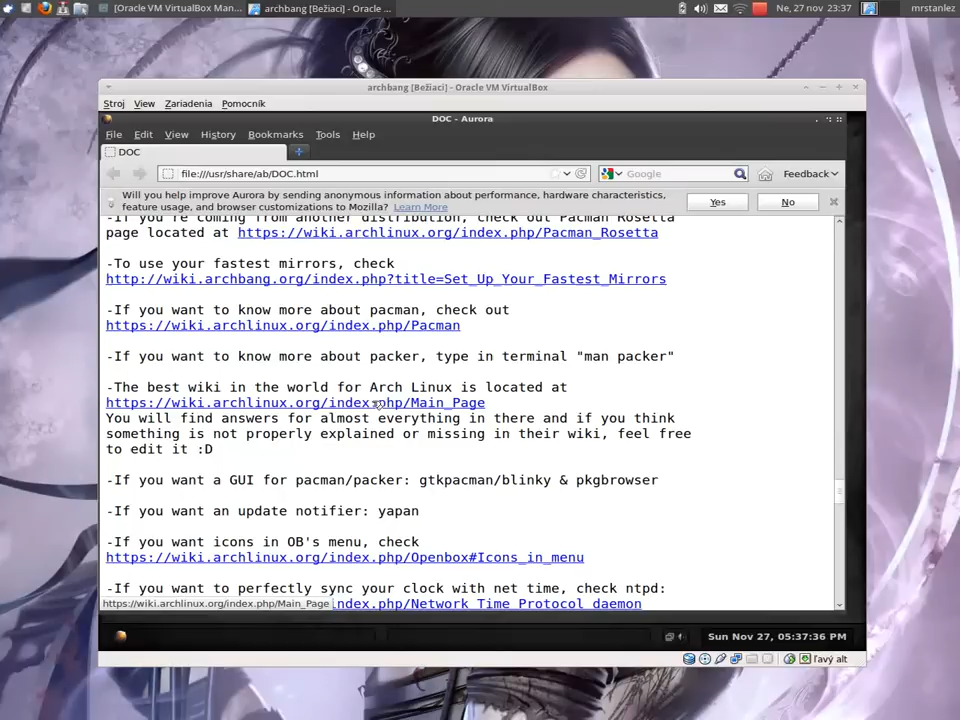 [Oracle VM VirtualBox Man...
archbang [Bežiaci] - Oracle ...
Ne, 27 nov 23:37
mrstanlez
archbang [Bežiaci] - Oracle VM VirtualBox
Stroj View Zariadenia Pomocník
DOC - Aurora
File Edit View History Bookmarks Tools Help
DOC
file:///usr/share/ab/DOC.html
Google
Feedback
Will you help improve Aurora by sending anonymous information about performance, hardware characteristics,
feature usage, and browser customizations to Mozilla? Learn More
Yes
No
-If you're coming from another distribution, check out Pacman Rosetta
page located at https://wiki.archlinux.org/index.php/Pacman_Rosetta
-To use your fastest mirrors, check
http://wiki.archbang.org/index.php?title=Set_Up_Your_Fastest_Mirrors
-If you want to know more about pacman, check out
https://wiki.archlinux.org/index.php/Pacman
-If you want to know more about packer, type in terminal "man packer"
-The best wiki in the world for Arch Linux is located at
https://wiki.archlinux.org/index.php/Main_Page
You will find answers for almost everything in there and if you think
something is not properly explained or missing in their wiki, feel free
to edit it :D
-If you want a GUI for pacman/packer: gtkpacman/blinky & pkgbrowser
-If you want an update notifier: yapan
-If you want icons in OB's menu, check
https://wiki.archlinux.org/index.php/Openbox#Icons_in_menu
-If you want to perfectly sync your clock with net time, check ntpd:
index.php/Network_Time_Protocol_daemon
https://wiki.archlinux.org/index.php/Main_Page
Sun Nov 27, 05:37:36 PM
ľavý alt